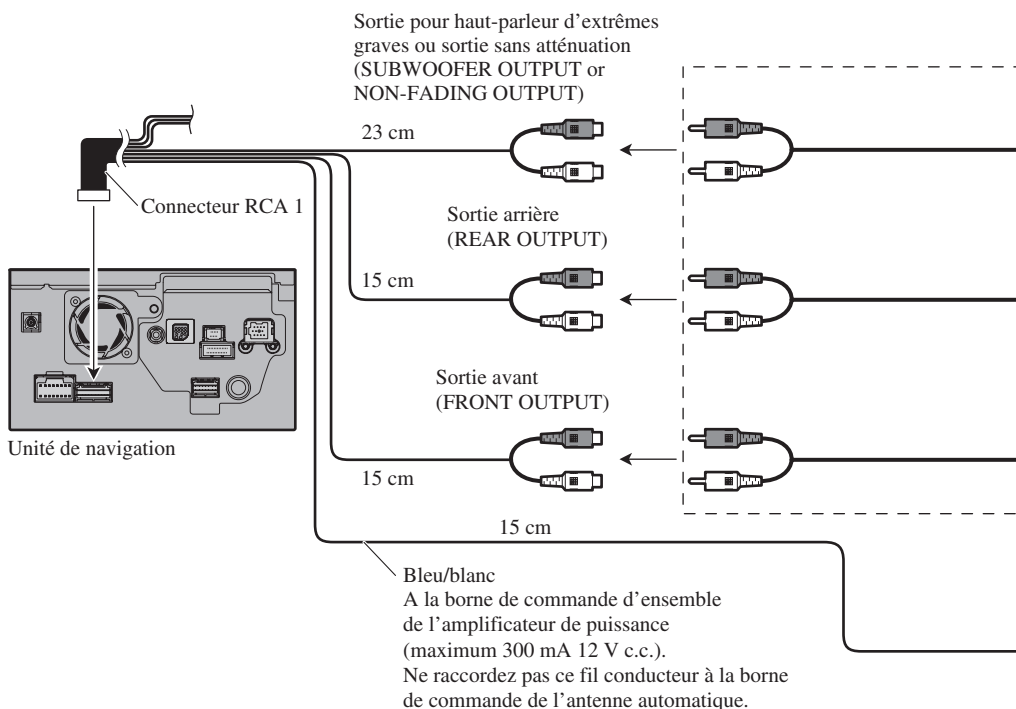 Sortie pour haut-parleur d’extrêmes
graves ou sortie sans atténuation
(SUBWOOFER OUTPUT or
NON-FADING OUTPUT)
23 cm
Connecteur RCA 1
Sortie arrière
(REAR OUTPUT)
15 cm
Sortie avant
(FRONT OUTPUT)
Unité de navigation
15 cm
15 cm
Bleu/blanc
A la borne de commande d’ensemble
de l’amplificateur de puissance
(maximum 300 mA 12 V c.c.).
Ne raccordez pas ce fil conducteur à la borne
de commande de l’antenne automatique.